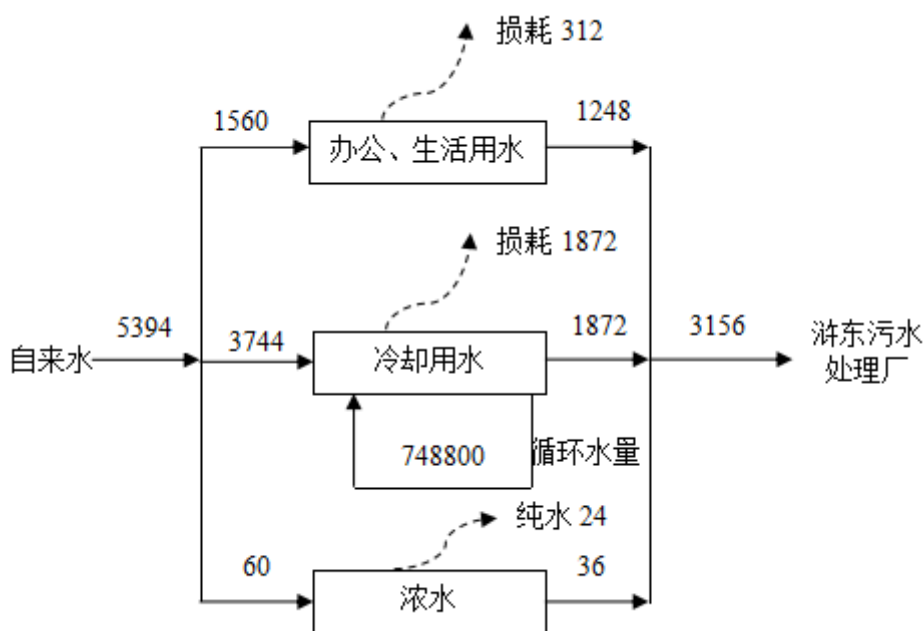 损耗 312
1560
1248
办公、生活用水
损耗 1872
5394
3744
1872
3156
自来水
冷却用水
浒东污水
处理厂
748800
循环水量
纯水 24
60
36
浓水